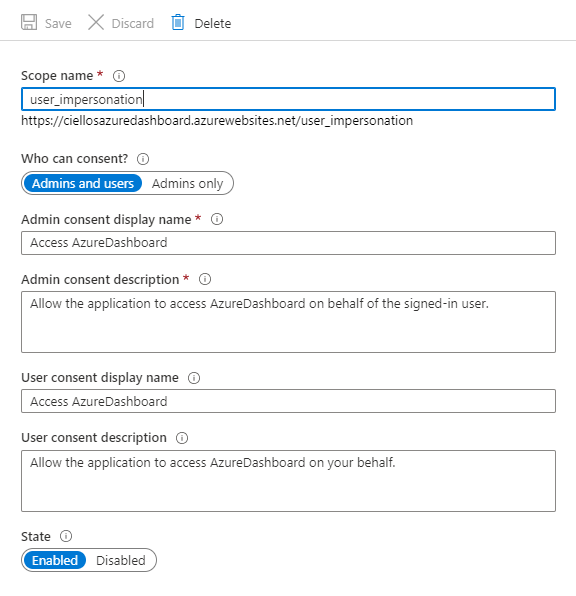 Save Discard Delete
Scope name *
user_impersonation
https://ciellosazuredashboard.azurewebsites.net/user_impersonation
Who can consent?
Admins and users Admins only
Admin consent display name *
Access AzureDashboard
Admin consent description *
Allow the application to access AzureDashboard on behalf of the signed-in user.
User consent display name
Access AzureDashboard
User consent description
Allow the application to access AzureDashboard on your behalf.
State
Enabled Disabled